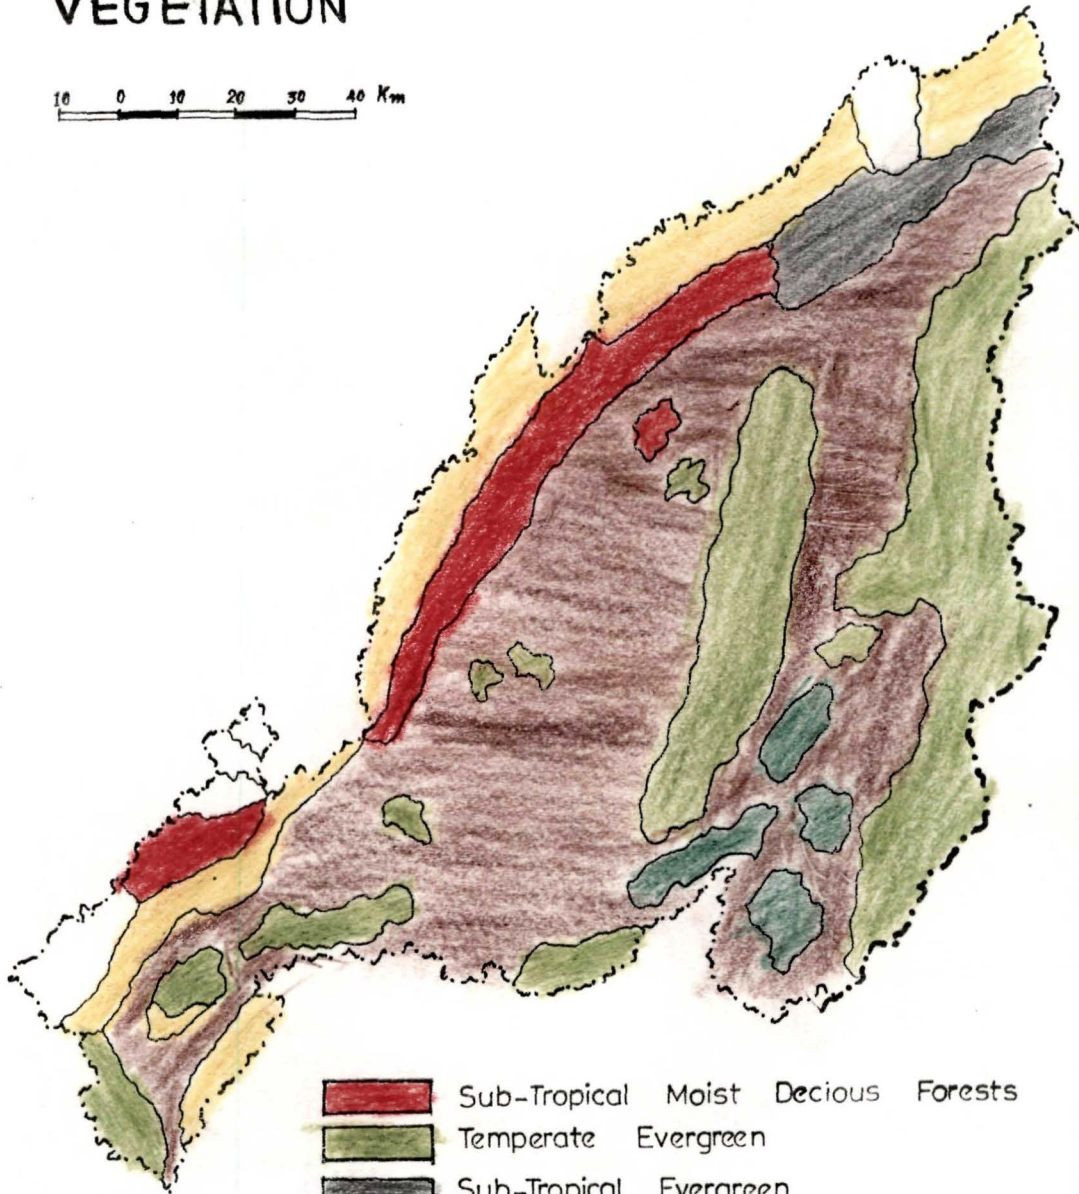 VEGETATION
10 0 10 20 30 40 Km
Sub-Tropical Moist Decious Forests
Temperate Evergreen
Sub-Tropical Evergreen